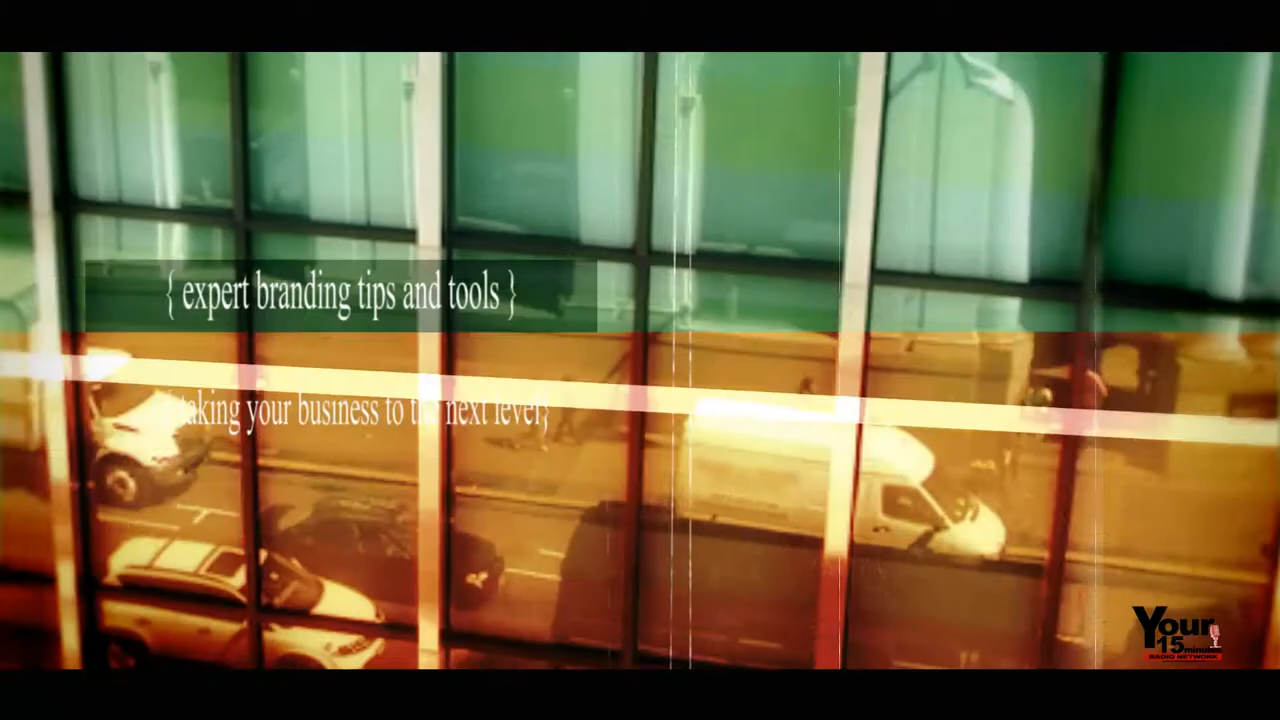 { expert branding tips and tools }
{taking your business to the next level}
Your
15 minutes
RADIO NETWORK